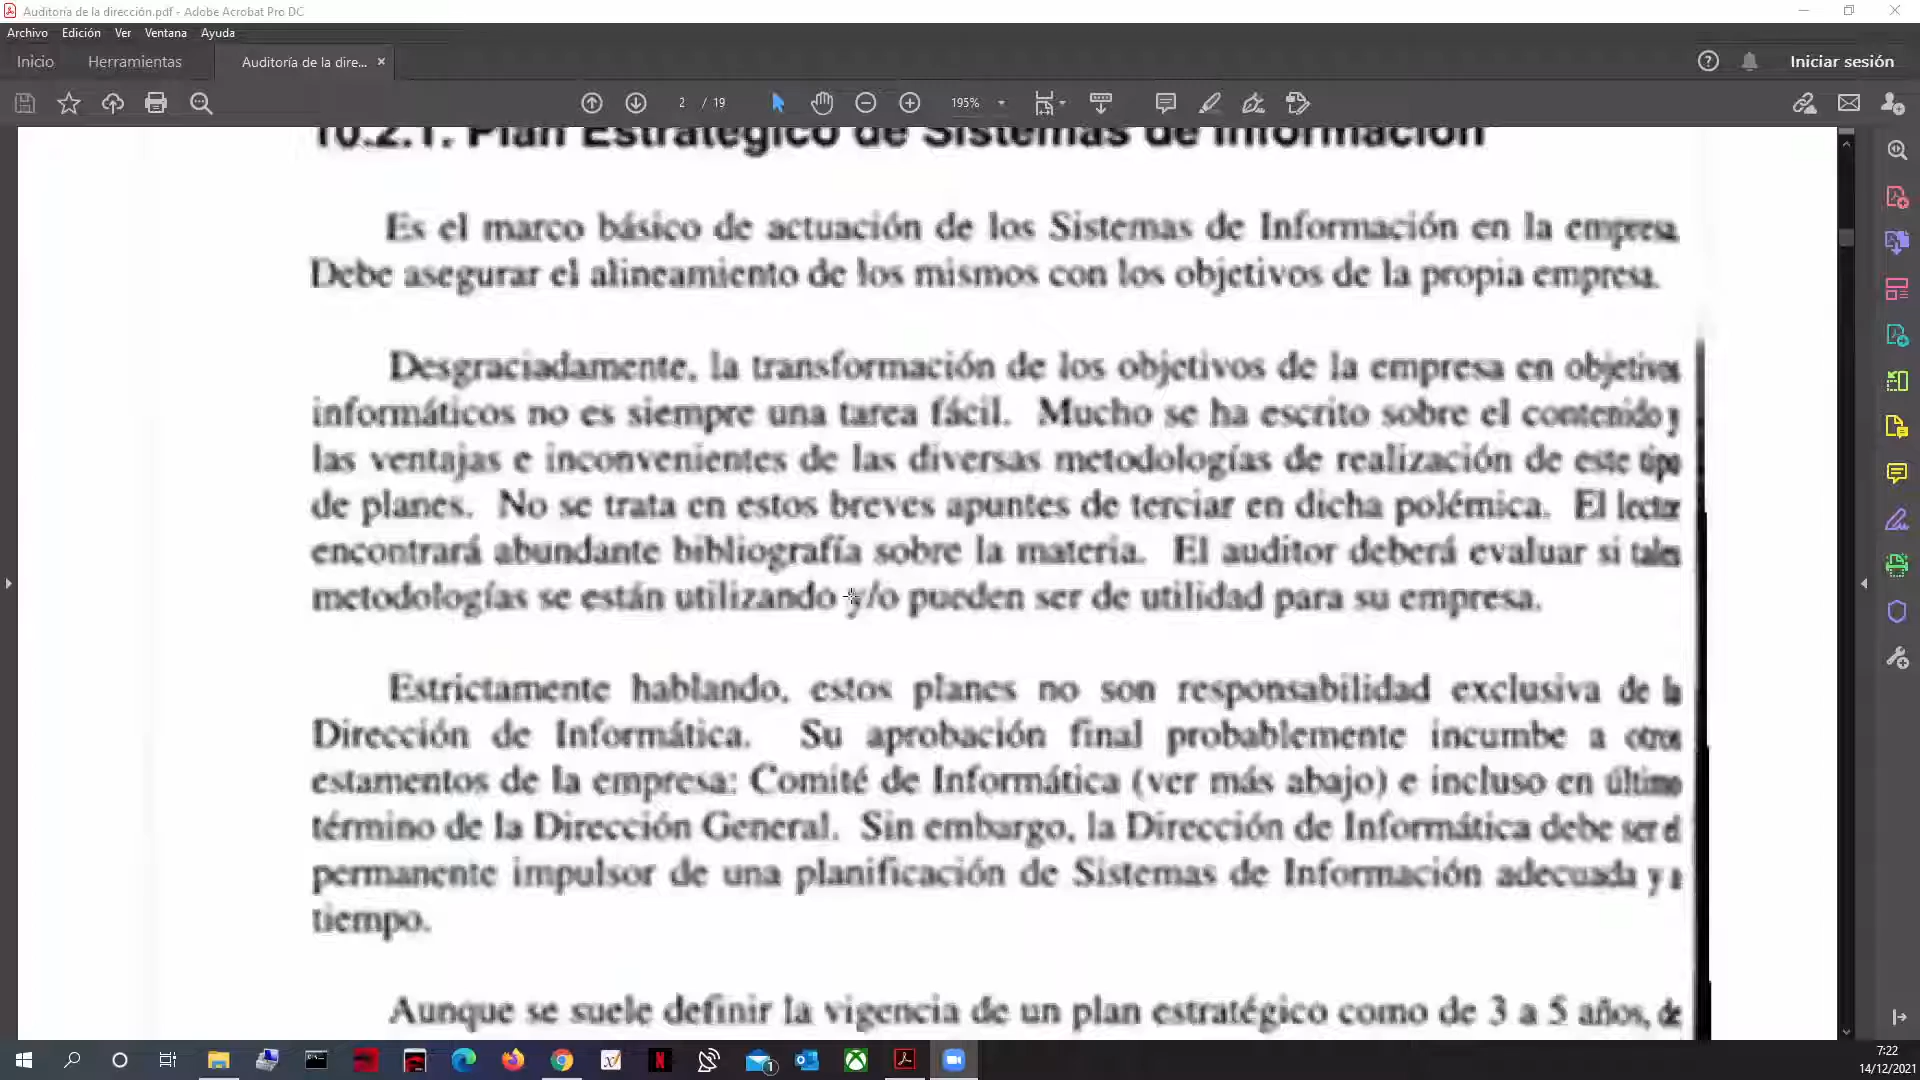 Auditoría de la dirección.pdf - Adobe Acrobat Pro DC
Archivo Edición Ver Ventana Ayuda
Inicio Herramientas Auditoría de la dire... × Iniciar sesión
2 / 19 195%
10.2.1. Plan Estratégico de Sistemas de Información
Es el marco básico de actuación de los Sistemas de Información en la empresa.
Debe asegurar el alineamiento de los mismos con los objetivos de la propia empresa.
Desgraciadamente, la transformación de los objetivos de la empresa en objetivos
informáticos no es siempre una tarea fácil. Mucho se ha escrito sobre el contenido y
las ventajas e inconvenientes de las diversas metodologías de realización de este tipo
de planes. No se trata en estos breves apuntes de terciar en dicha polémica. El lector
encontrará abundante bibliografía sobre la materia. El auditor deberá evaluar si tales
metodologías se están utilizando y/o pueden ser de utilidad para su empresa.
Estrictamente hablando, estos planes no son responsabilidad exclusiva de la
Dirección de Informática. Su aprobación final probablemente incumbe a otros
estamentos de la empresa: Comité de Informática (ver más abajo) e incluso en último
término de la Dirección General. Sin embargo, la Dirección de Informática debe ser el
permanente impulsor de una planificación de Sistemas de Información adecuada y a
tiempo.
Aunque se suele definir la vigencia de un plan estratégico como de 3 a 5 años, de
7:22
14/12/2021